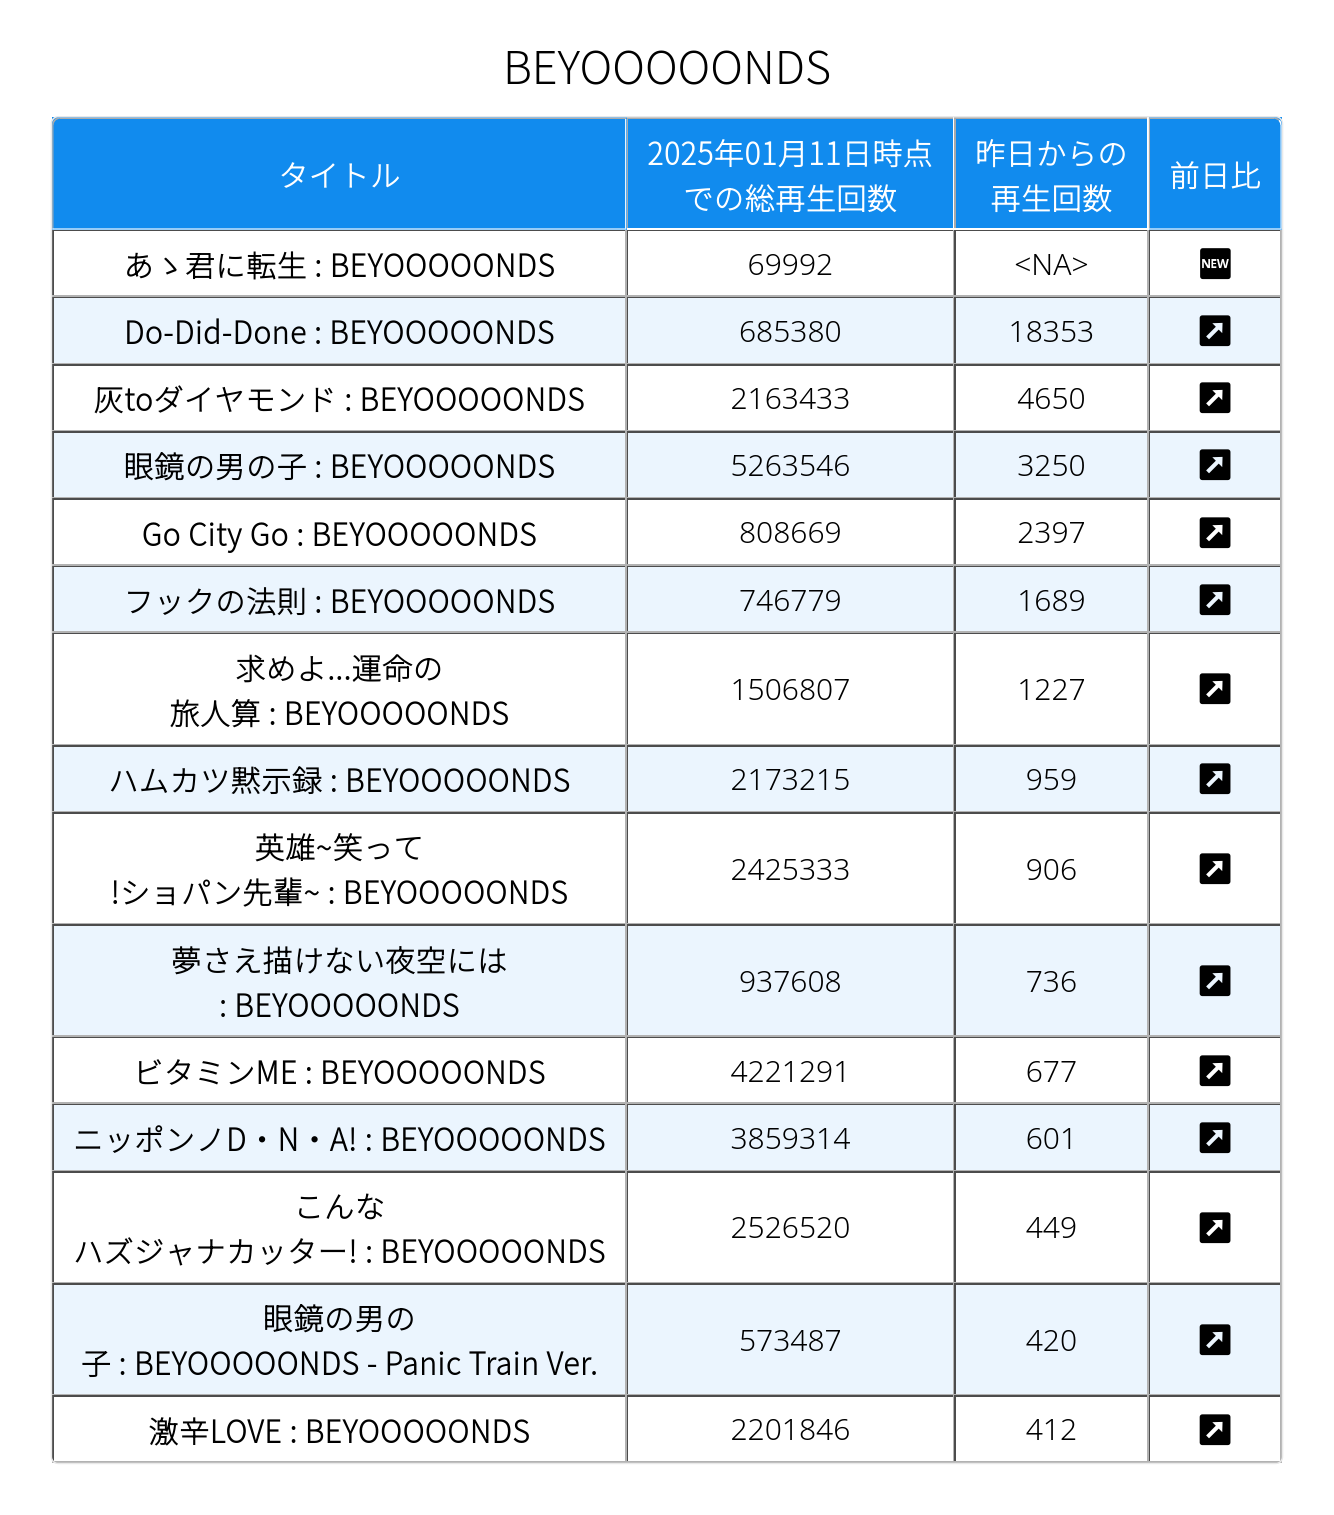 BEYOOOOONDS
タイトル
2025年01月11日時点
での総再生回数
昨日からの
再生回数
前日比
あゝ君に転生 : BEYOOOOONDS
69992
<NA>
NEW
Do-Did-Done : BEYOOOOONDS
685380
18353
灰toダイヤモンド : BEYOOOOONDS
2163433
4650
眼鏡の男の子 : BEYOOOOONDS
5263546
3250
Go City Go : BEYOOOOONDS
808669
2397
フックの法則 : BEYOOOOONDS
746779
1689
求めよ...運命の
旅人算 : BEYOOOOONDS
1506807
1227
ハムカツ黙示録 : BEYOOOOONDS
2173215
959
英雄~笑って
!ショパン先輩~ : BEYOOOOONDS
2425333
906
夢さえ描けない夜空には
: BEYOOOOONDS
937608
736
ビタミンME : BEYOOOOONDS
4221291
677
ニッポンノD・N・A! : BEYOOOOONDS
3859314
601
こんな
ハズジャナカッター! : BEYOOOOONDS
2526520
449
眼鏡の男の
子 : BEYOOOOONDS - Panic Train Ver.
573487
420
激辛LOVE : BEYOOOOONDS
2201846
412